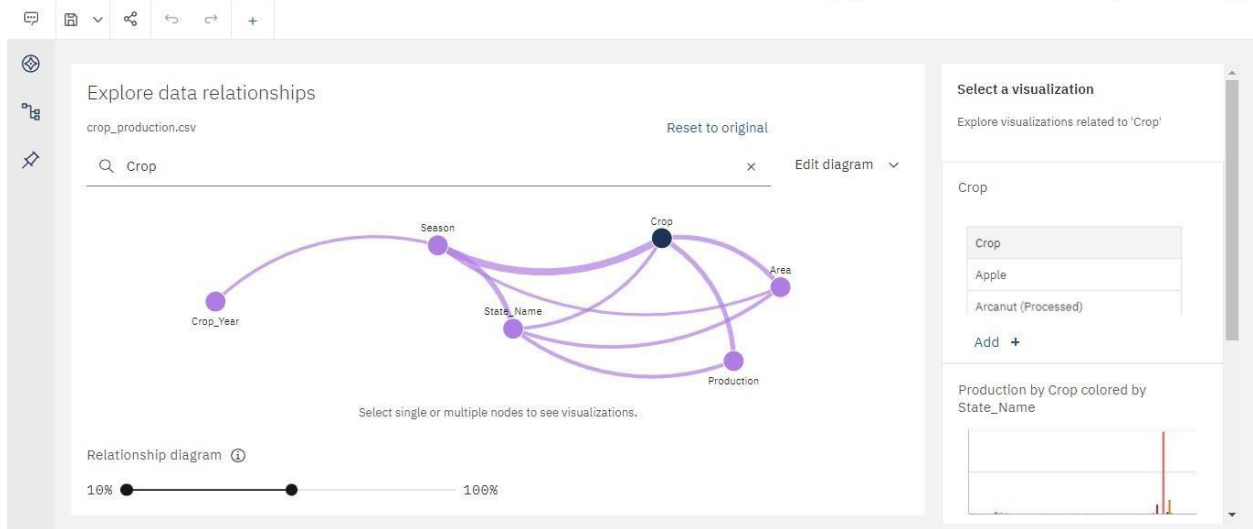 Explore data relationships
crop_production.csv
Reset to original
Crop
Edit diagram
Season
Crop
Area
Crop_Year
State_Name
Production
Select single or multiple nodes to see visualizations.
Relationship diagram
10%
100%
Select a visualization
Explore visualizations related to 'Crop'
Crop
Crop
Apple
Arcanut (Processed)
Add +
Production by Crop colored by
State_Name